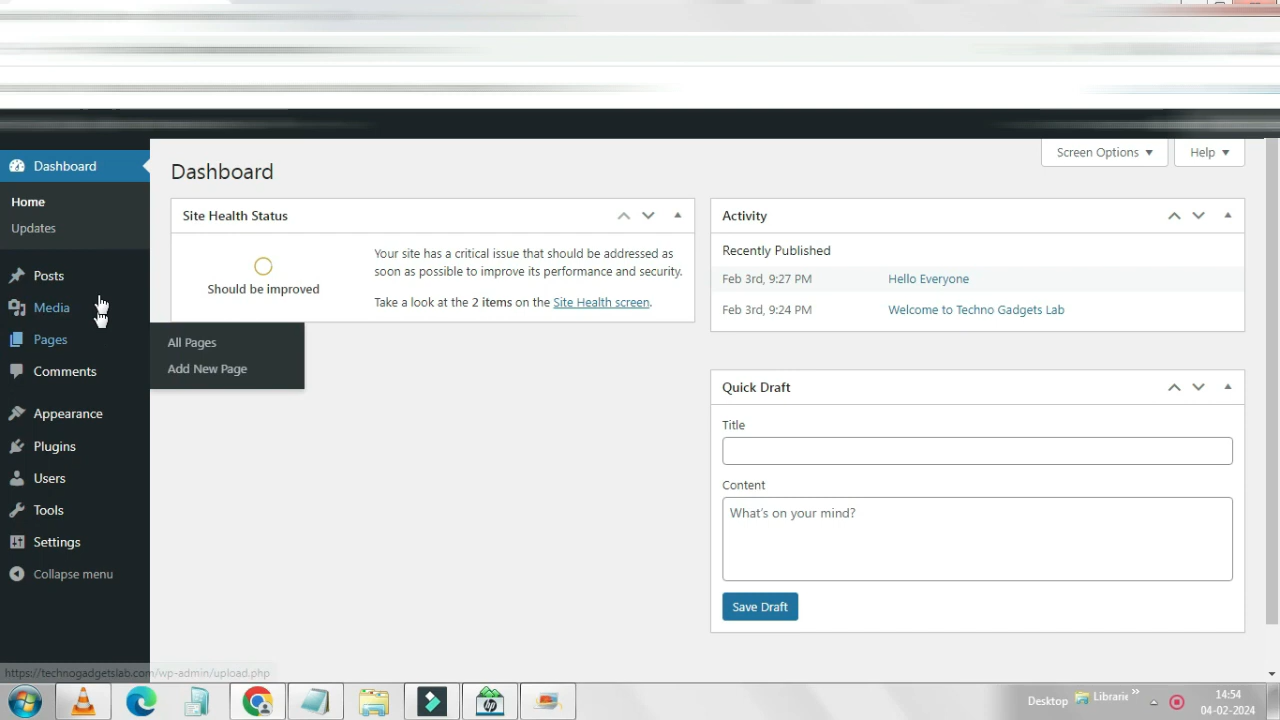 Dashboard
Home
Updates
Posts
Media
Pages
Comments
Appearance
Plugins
Users
Tools
Settings
Collapse menu
All Pages
Add New Page
Screen Options
Help
Dashboard
Site Health Status
Should be improved
Your site has a critical issue that should be addressed as
soon as possible to improve its performance and security.
Take a look at the 2 items on the Site Health screen.
Activity
Recently Published
Feb 3rd, 9:27 PM Hello Everyone
Feb 3rd, 9:24 PM Welcome to Techno Gadgets Lab
Quick Draft
Title
Content
What's on your mind?
Save Draft
https://technogadgetslab.com/wp-admin/upload.php
Desktop
Librarie
14:54
04-02-2024